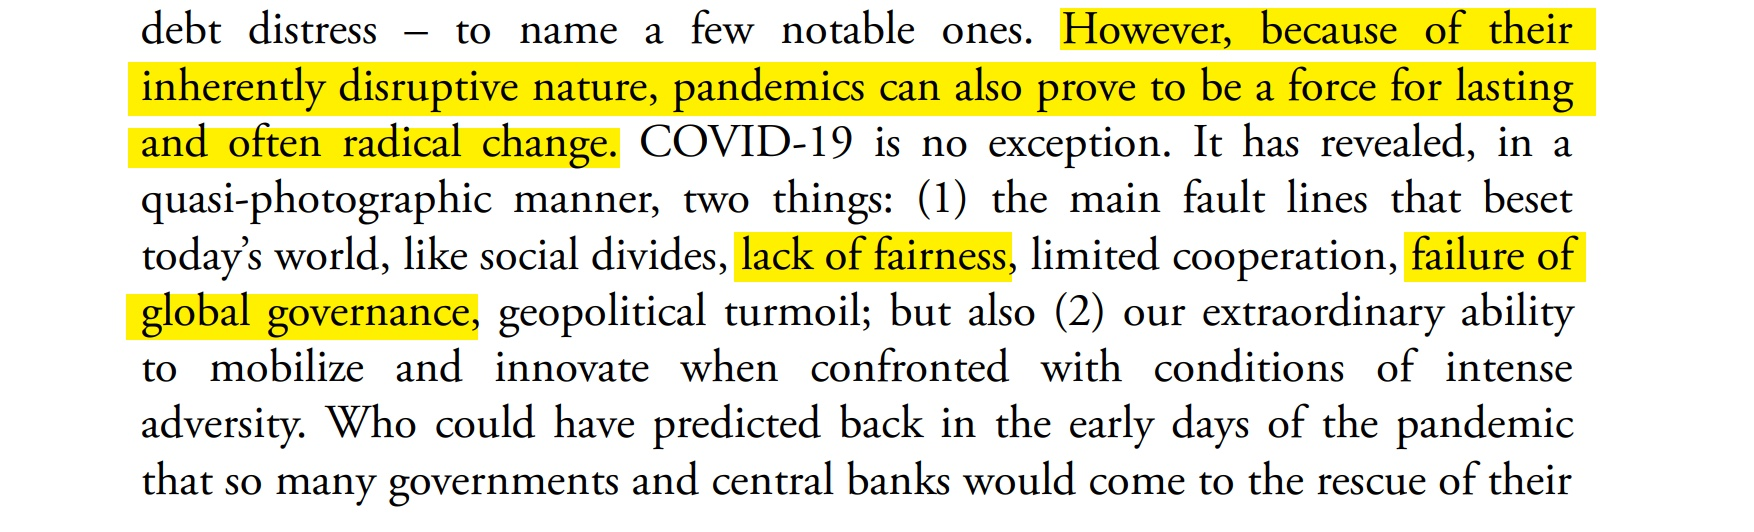 debt distress – to name a few notable ones. However, because of their
inherently disruptive nature, pandemics can also prove to be a force for lasting
and often radical change. COVID-19 is no exception. It has revealed, in a
quasi-photographic manner, two things: (1) the main fault lines that beset
today’s world, like social divides, lack of fairness, limited cooperation, failure of
global governance, geopolitical turmoil; but also (2) our extraordinary ability
to mobilize and innovate when confronted with conditions of intense
adversity. Who could have predicted back in the early days of the pandemic
that so many governments and central banks would come to the rescue of their